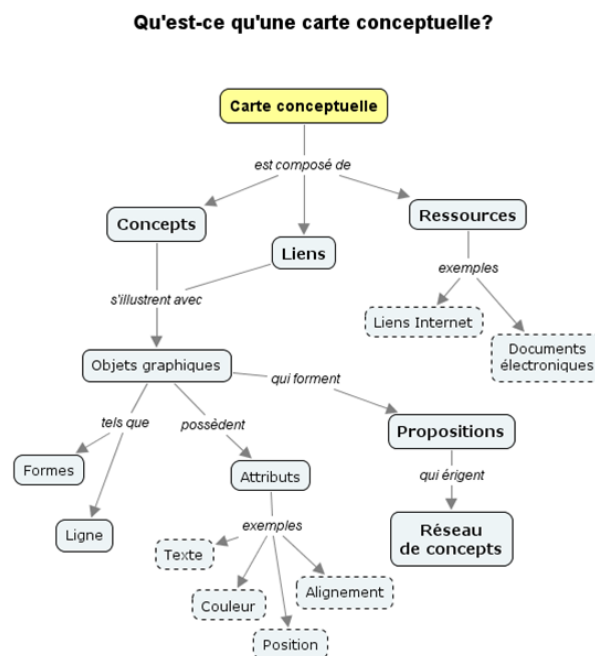 Qu'est-ce qu'une carte conceptuelle?
Carte conceptuelle
est composé de
Concepts
Liens
Ressources
exemples
s'illustrent avec
Liens Internet
Documents
électroniques
Objets graphiques
qui forment
tels que
possèdent
Propositions
Formes
Attributs
qui érigent
Ligne
exemples
Réseau
de concepts
Texte
Couleur
Alignement
Position